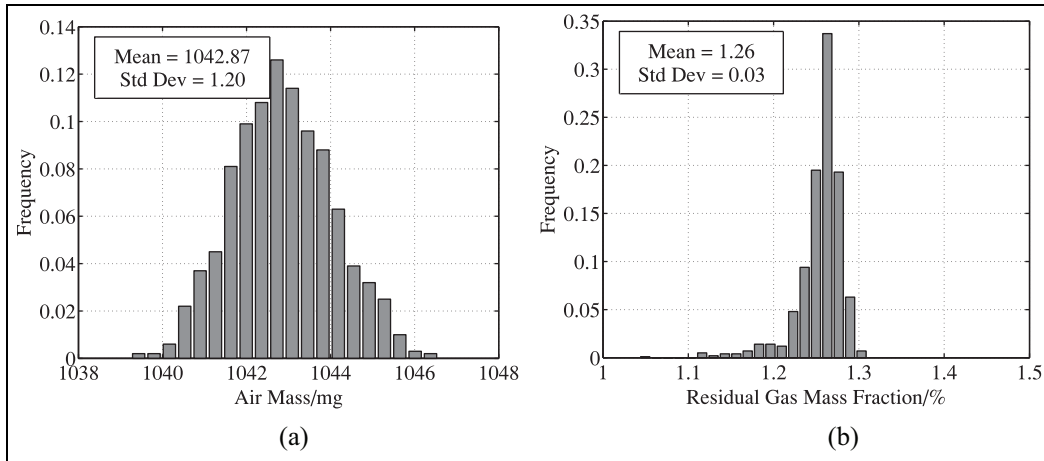 Mean = 1042.87
Std Dev = 1.20
0.14
0.12
0.1
0.08
0.06
0.04
0.02
0
Frequency
1038 1040 1042 1044 1046 1048
Air Mass/mg
(a)
Mean = 1.26
Std Dev = 0.03
0.35
0.3
0.25
0.2
0.15
0.1
0.05
0
Frequency
1 1.1 1.2 1.3 1.4 1.5
Residual Gas Mass Fraction/%
(b)